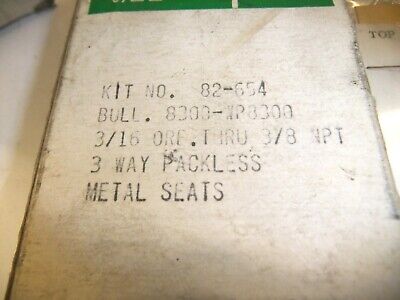 TOP
KIT NO. 82-654
BULL. 8300-WP8300
3/16 ORF. THRU 3/8 NPT
3 WAY PACKLESS
METAL SEATS